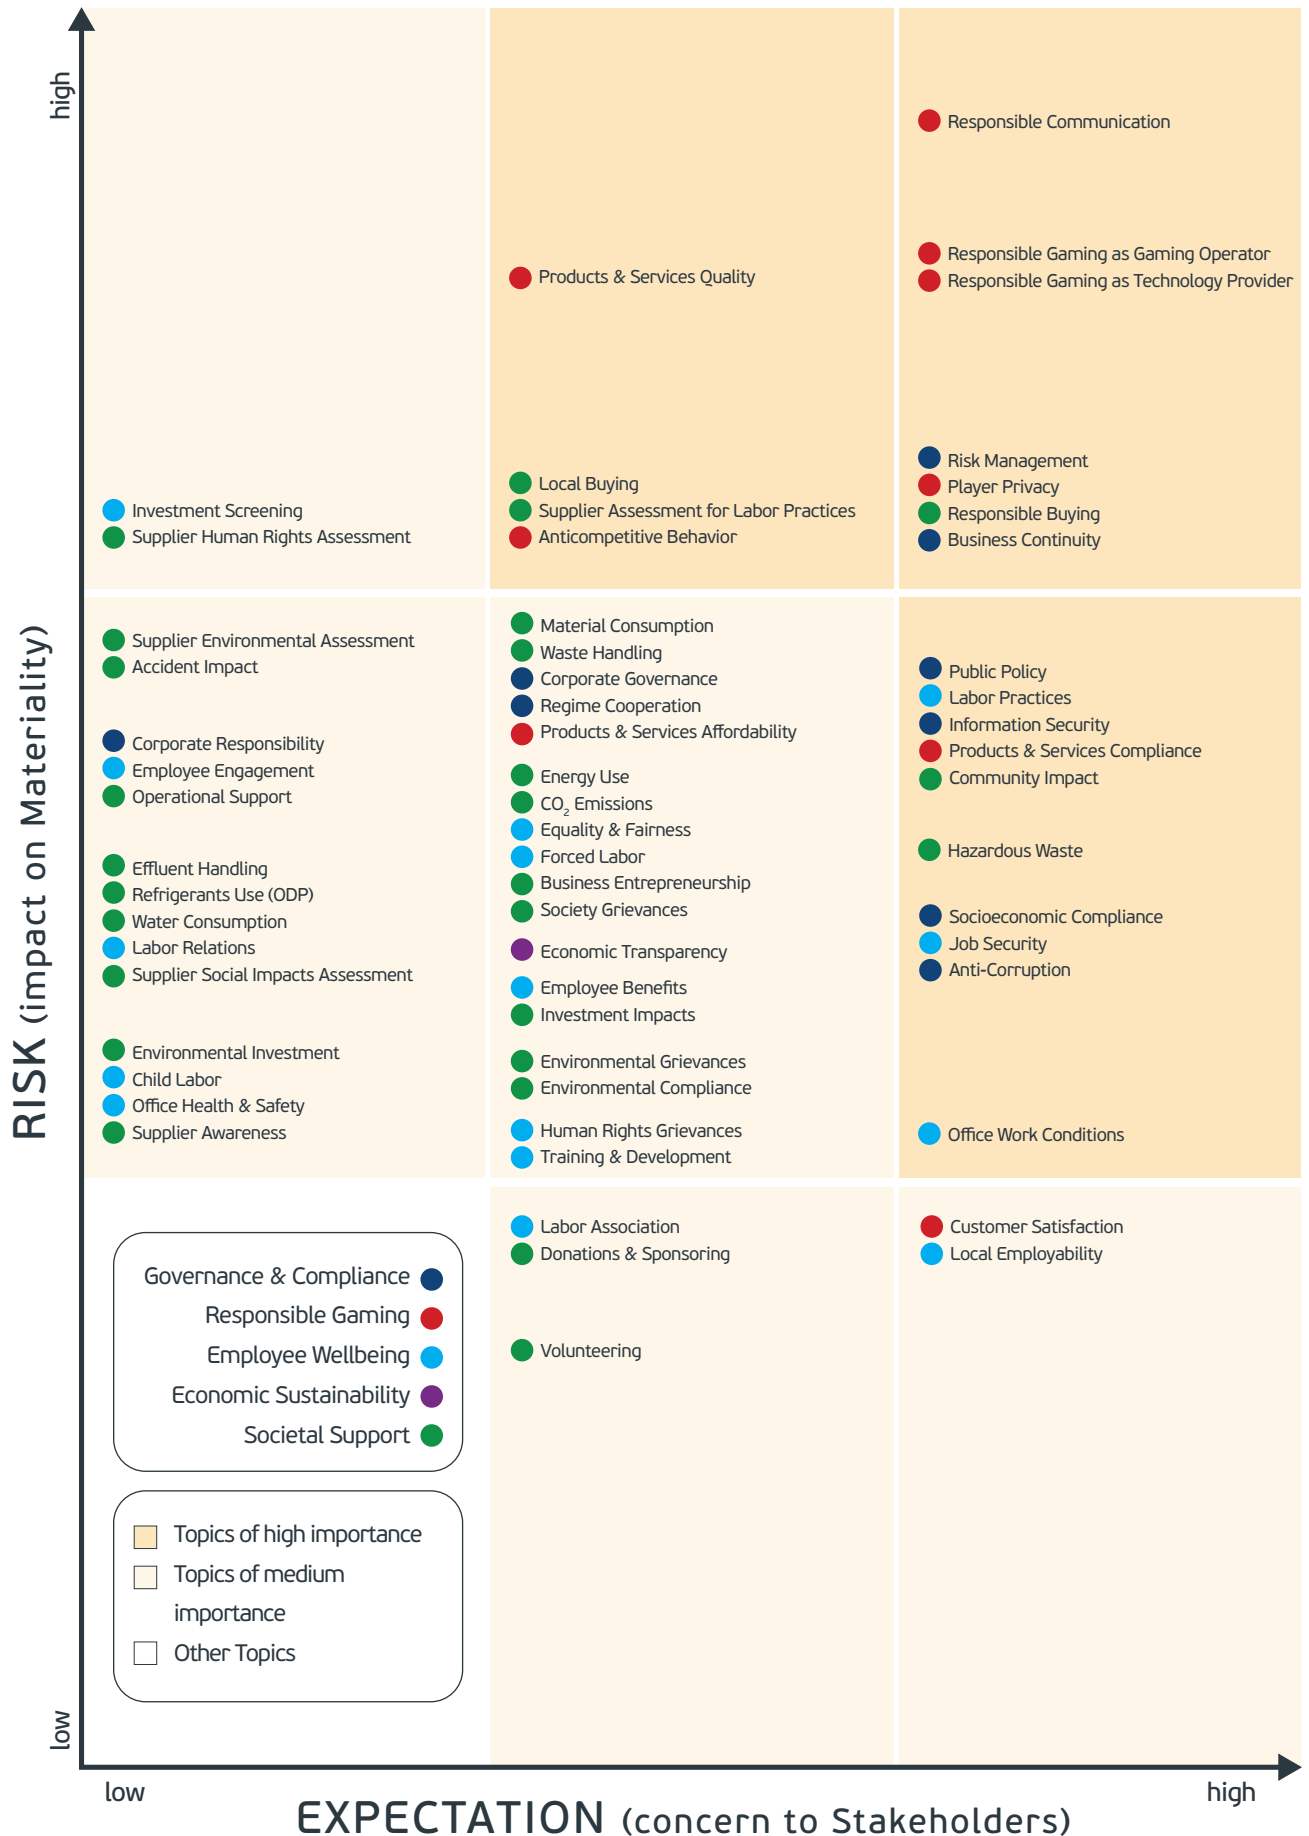 high
RISK (impact on Materiality)
low
Investment Screening
Supplier Human Rights Assessment
Products & Services Quality
Local Buying
Supplier Assessment for Labor Practices
Anticompetitive Behavior
Responsible Communication
Responsible Gaming as Gaming Operator
Responsible Gaming as Technology Provider
Risk Management
Player Privacy
Responsible Buying
Business Continuity
Supplier Environmental Assessment
Accident Impact
Corporate Responsibility
Employee Engagement
Operational Support
Effluent Handling
Refrigerants Use (ODP)
Water Consumption
Labor Relations
Supplier Social Impacts Assessment
Environmental Investment
Child Labor
Office Health & Safety
Supplier Awareness
Material Consumption
Waste Handling
Corporate Governance
Regime Cooperation
Products & Services Affordability
Energy Use
CO₂ Emissions
Equality & Fairness
Forced Labor
Business Entrepreneurship
Society Grievances
Economic Transparency
Employee Benefits
Investment Impacts
Environmental Grievances
Environmental Compliance
Human Rights Grievances
Training & Development
Public Policy
Labor Practices
Information Security
Products & Services Compliance
Community Impact
Hazardous Waste
Socioeconomic Compliance
Job Security
Anti-Corruption
Office Work Conditions
Governance & Compliance
Responsible Gaming
Employee Wellbeing
Economic Sustainability
Societal Support
Topics of high importance
Topics of medium
importance
Other Topics
Labor Association
Donations & Sponsoring
Volunteering
Customer Satisfaction
Local Employability
low
high
EXPECTATION (concern to Stakeholders)